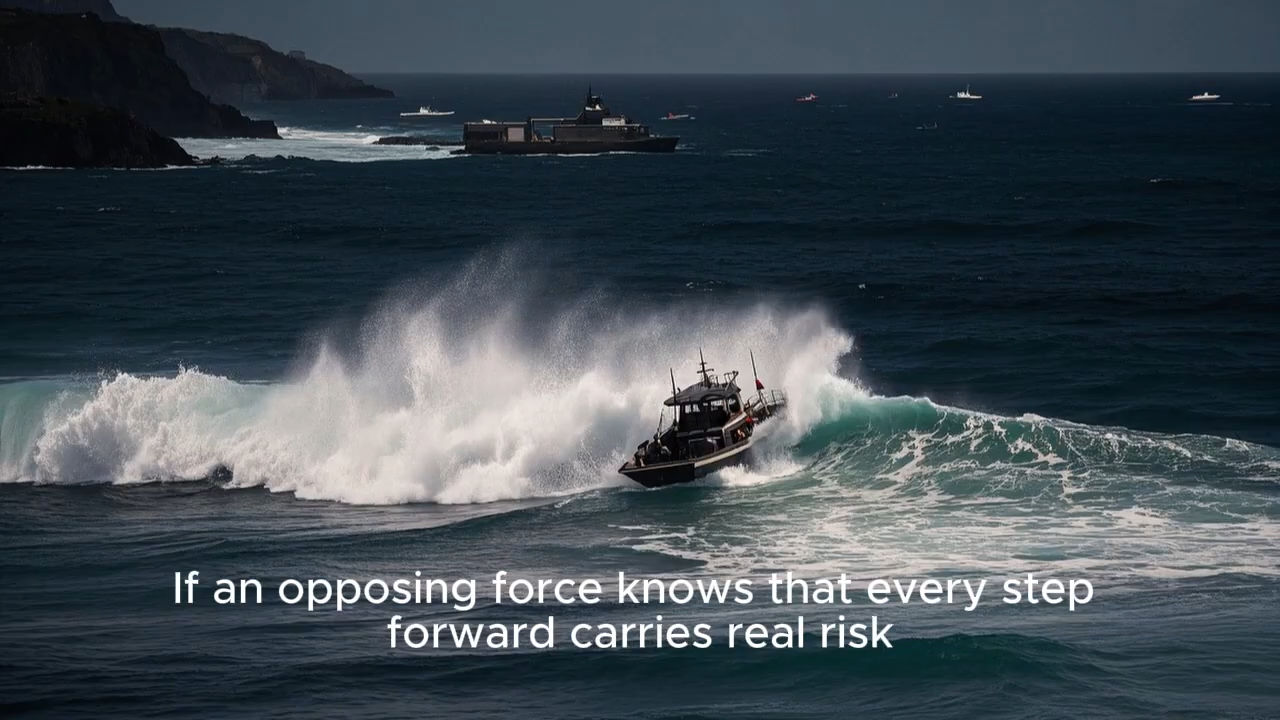 If an opposing force knows that every step
forward carries real risk